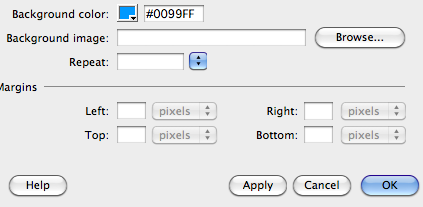 Background color: #0099FF
Background image: Browse...
Repeat:
Margins
Left: pixels Right: pixels
Top: pixels Bottom: pixels
Help Apply Cancel OK